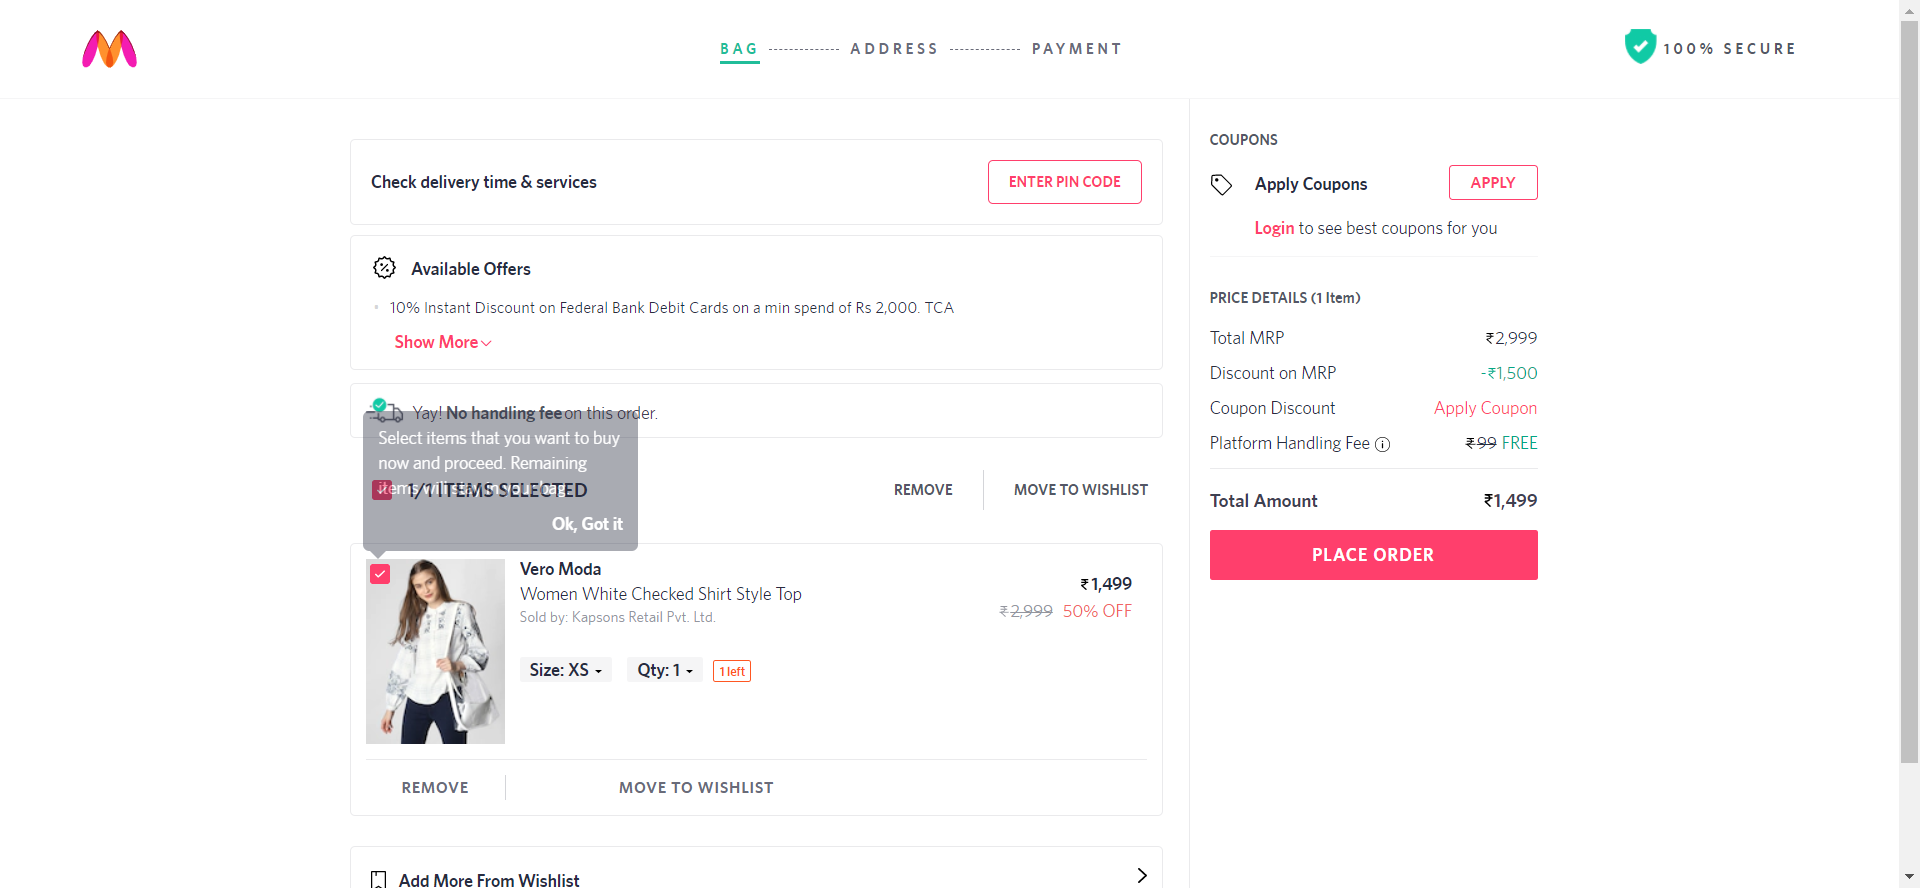 BAG ADDRESS PAYMENT
100% SECURE
Check delivery time & services
ENTER PIN CODE
Available Offers
10% Instant Discount on Federal Bank Debit Cards on a min spend of Rs 2,000. TCA
Show More
Yay! No handling fee on this order.
Select items that you want to buy
now and proceed. Remaining
items will stay in your bag
Ok, Got it
1/1 ITEMS SELECTED
REMOVE
MOVE TO WISHLIST
Vero Moda
Women White Checked Shirt Style Top
Sold by: Kapsons Retail Pvt. Ltd.
Size: XS
Qty: 1
1 left
₹1,499
₹2,999 50% OFF
REMOVE
MOVE TO WISHLIST
Add More From Wishlist
COUPONS
Apply Coupons
APPLY
Login to see best coupons for you
PRICE DETAILS (1 Item)
Total MRP ₹2,999
Discount on MRP -₹1,500
Coupon Discount Apply Coupon
Platform Handling Fee ₹99 FREE
Total Amount ₹1,499
PLACE ORDER